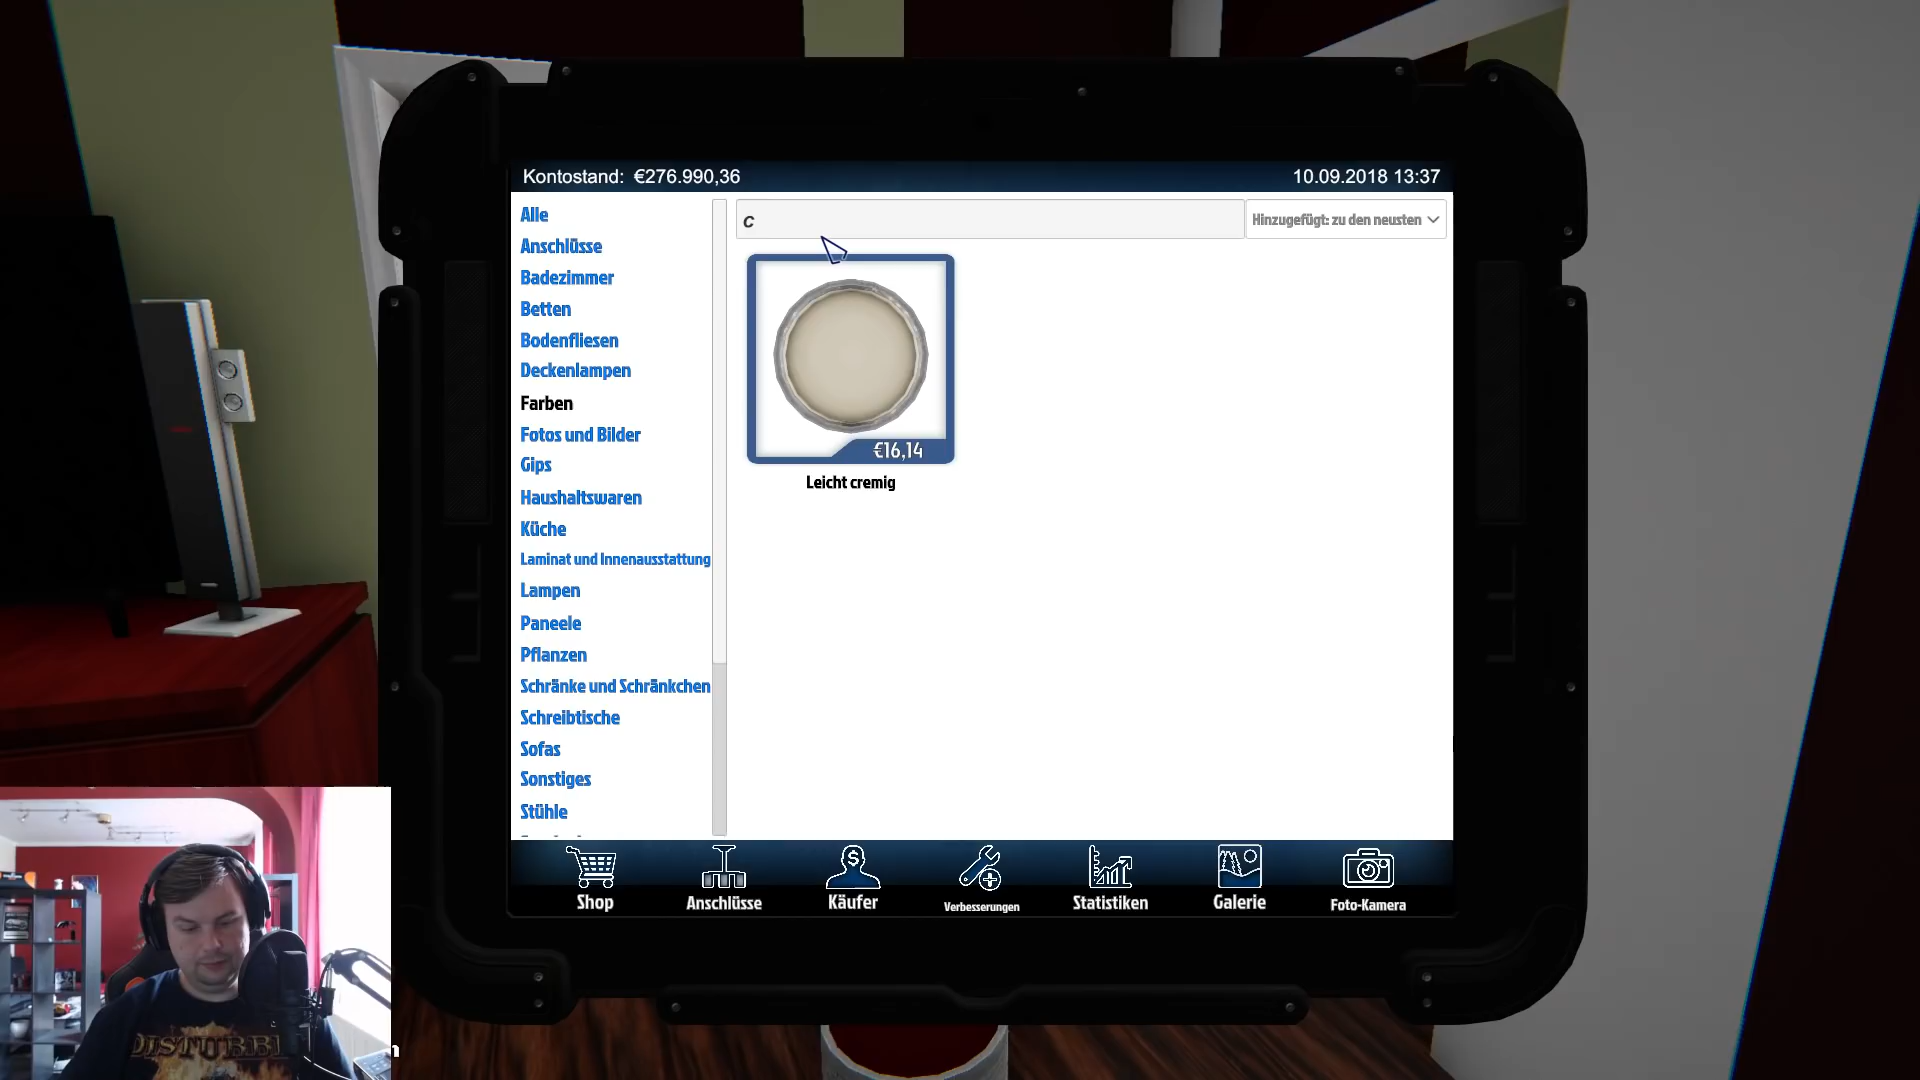 Kontostand: €276.990,36
10.09.2018 13:37
Alle
Anschlüsse
Badezimmer
Betten
Bodenfliesen
Deckenlampen
Farben
Fotos und Bilder
Gips
Haushaltswaren
Küche
Laminat und Innenausstattung
Lampen
Paneele
Pflanzen
Schränke und Schränkchen
Schreibtische
Sofas
Sonstiges
Stühle
c
Hinzugefügt: zu den neusten
€16,14
Leicht cremig
Shop
Anschlüsse
Käufer
Verbesserungen
Statistiken
Galerie
Foto-Kamera
DISTURBE
n